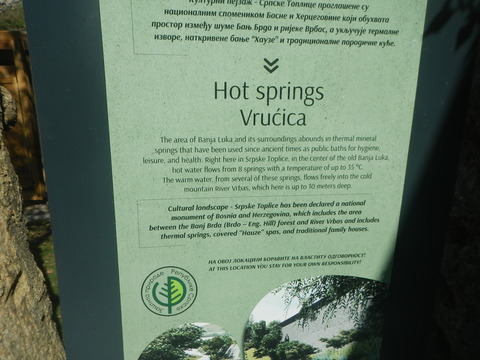 Културни пејзаж - Српске Топлице проглашене су
националним спомеником Босне и Херцеговине који обухвата
простор између шуме Бањ Брда и ријеке Врбас, а укључује термалне
изворе, наткривене бање "Хаузе" и традиционалне породичне куће.
Hot springs
Vrućica
The area of Banja Luka and its surroundings abounds in thermal mineral
springs that have been used since ancient times as public baths for hygiene,
leisure, and health. Right here in Srpske Toplice, in the center of the old Banja Luka,
hot water flows from 8 springs with a temperature of up to 35 °C.
The warm water, from several of these springs, flows freely into the cold
mountain River Vrbas, which here is up to 10 meters deep.
Cultural landscape - Srpske Toplice has been declared a national
monument of Bosnia and Herzegovina, which includes the area
between the Banj Brdo (Brdo – Eng. Hill) forest and River Vrbas and includes
thermal springs, covered "Hauze" spas, and traditional family houses.
НА ОВОЈ ЛОКАЦИЈИ БОРАВИТЕ НА ВЛАСТИТУ ОДГОВОРНОСТ!
AT THIS LOCATION YOU STAY FOR YOUR OWN RESPONSIBILITY!
Завод природе Републике Српске